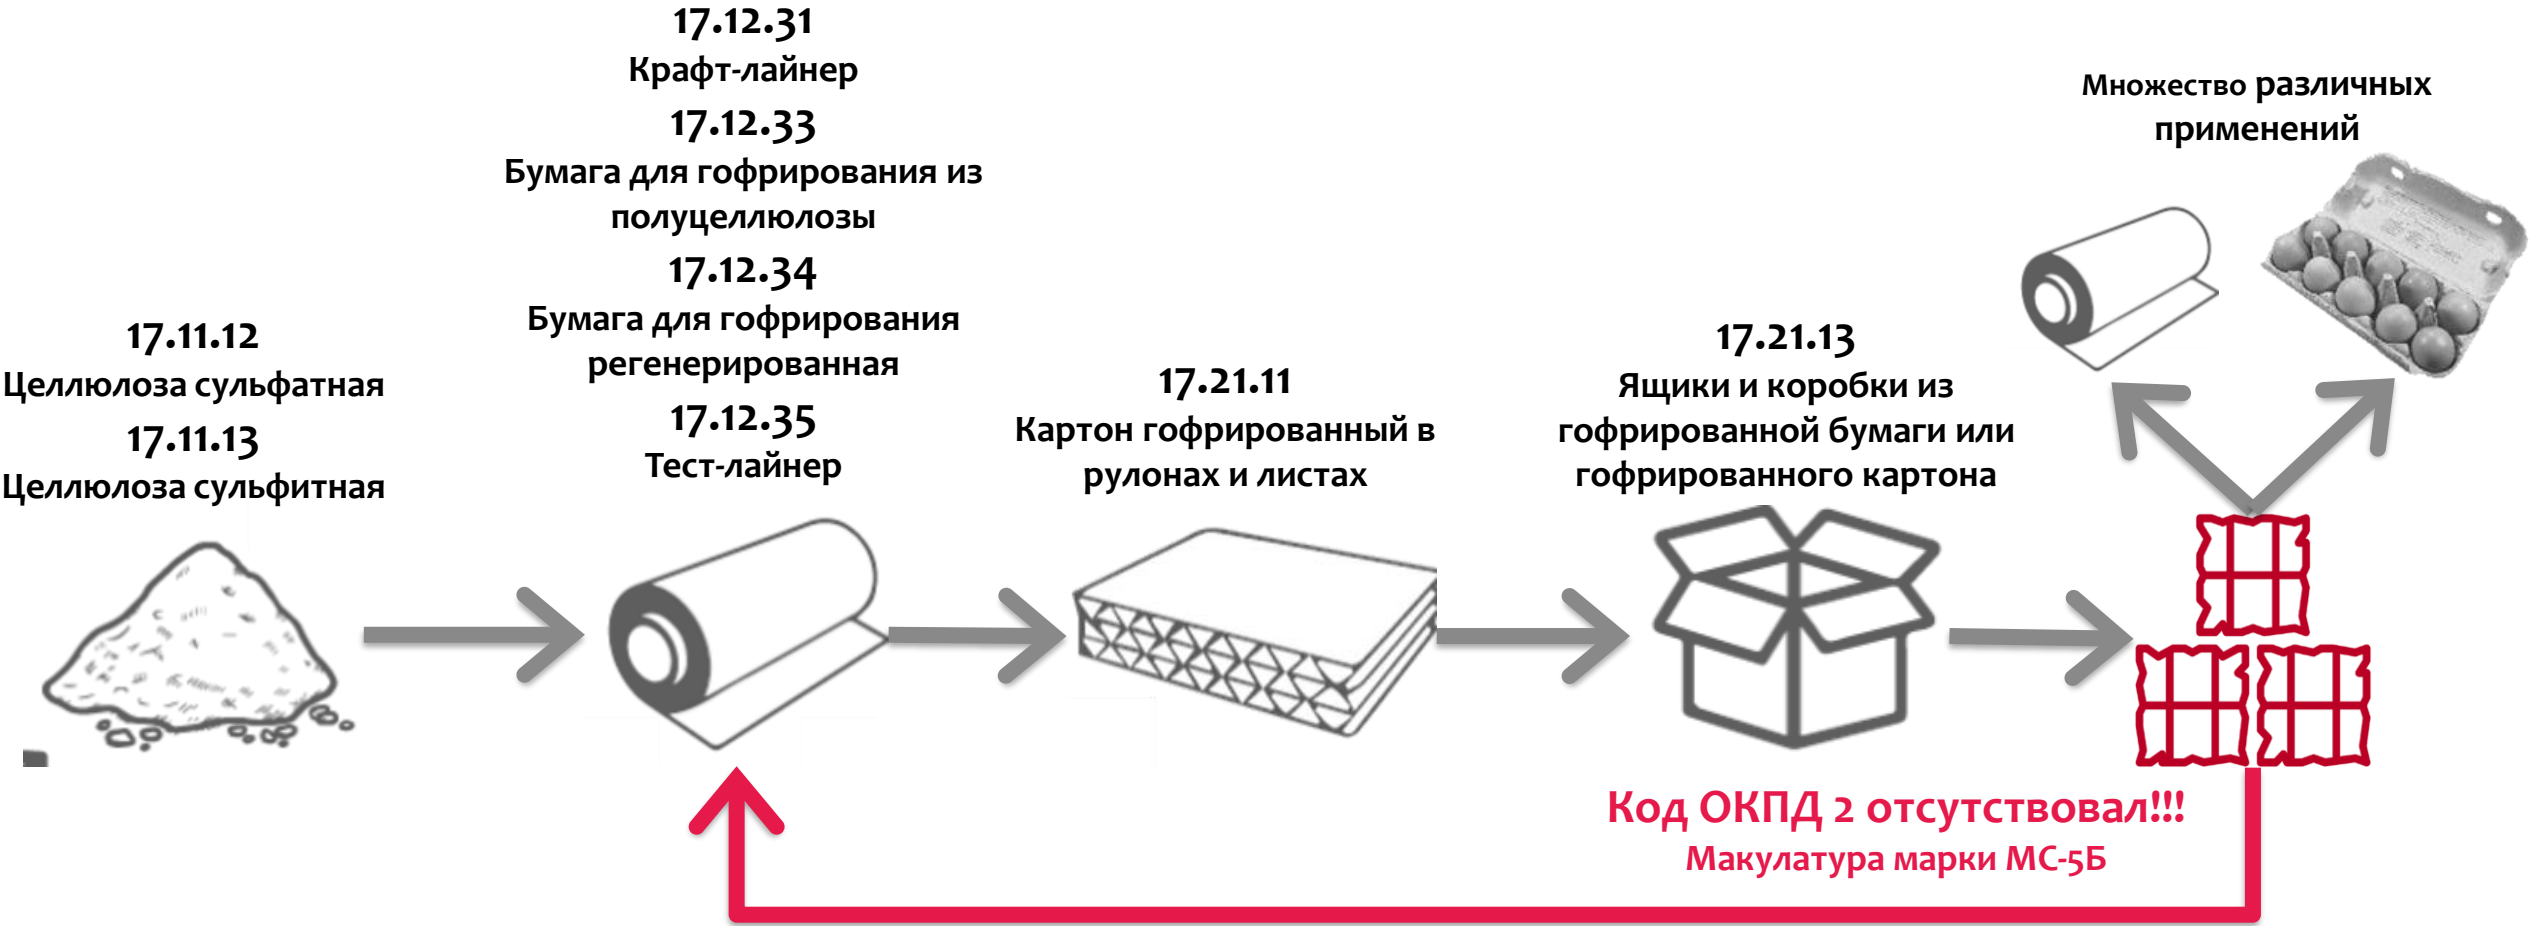 17.11.12
Целлюлоза сульфатная
17.11.13
Целлюлоза сульфитная
17.12.31
Крафт-лайнер
17.12.33
Бумага для гофрирования из
полуцеллюлозы
17.12.34
Бумага для гофрирования
регенерированная
17.12.35
Тест-лайнер
17.21.11
Картон гофрированный в
рулонах и листах
17.21.13
Ящики и коробки из
гофрированной бумаги или
гофрированного картона
Множество различных
применений
Код ОКПД 2 отсутствовал!!!
Макулатура марки МС-5Б